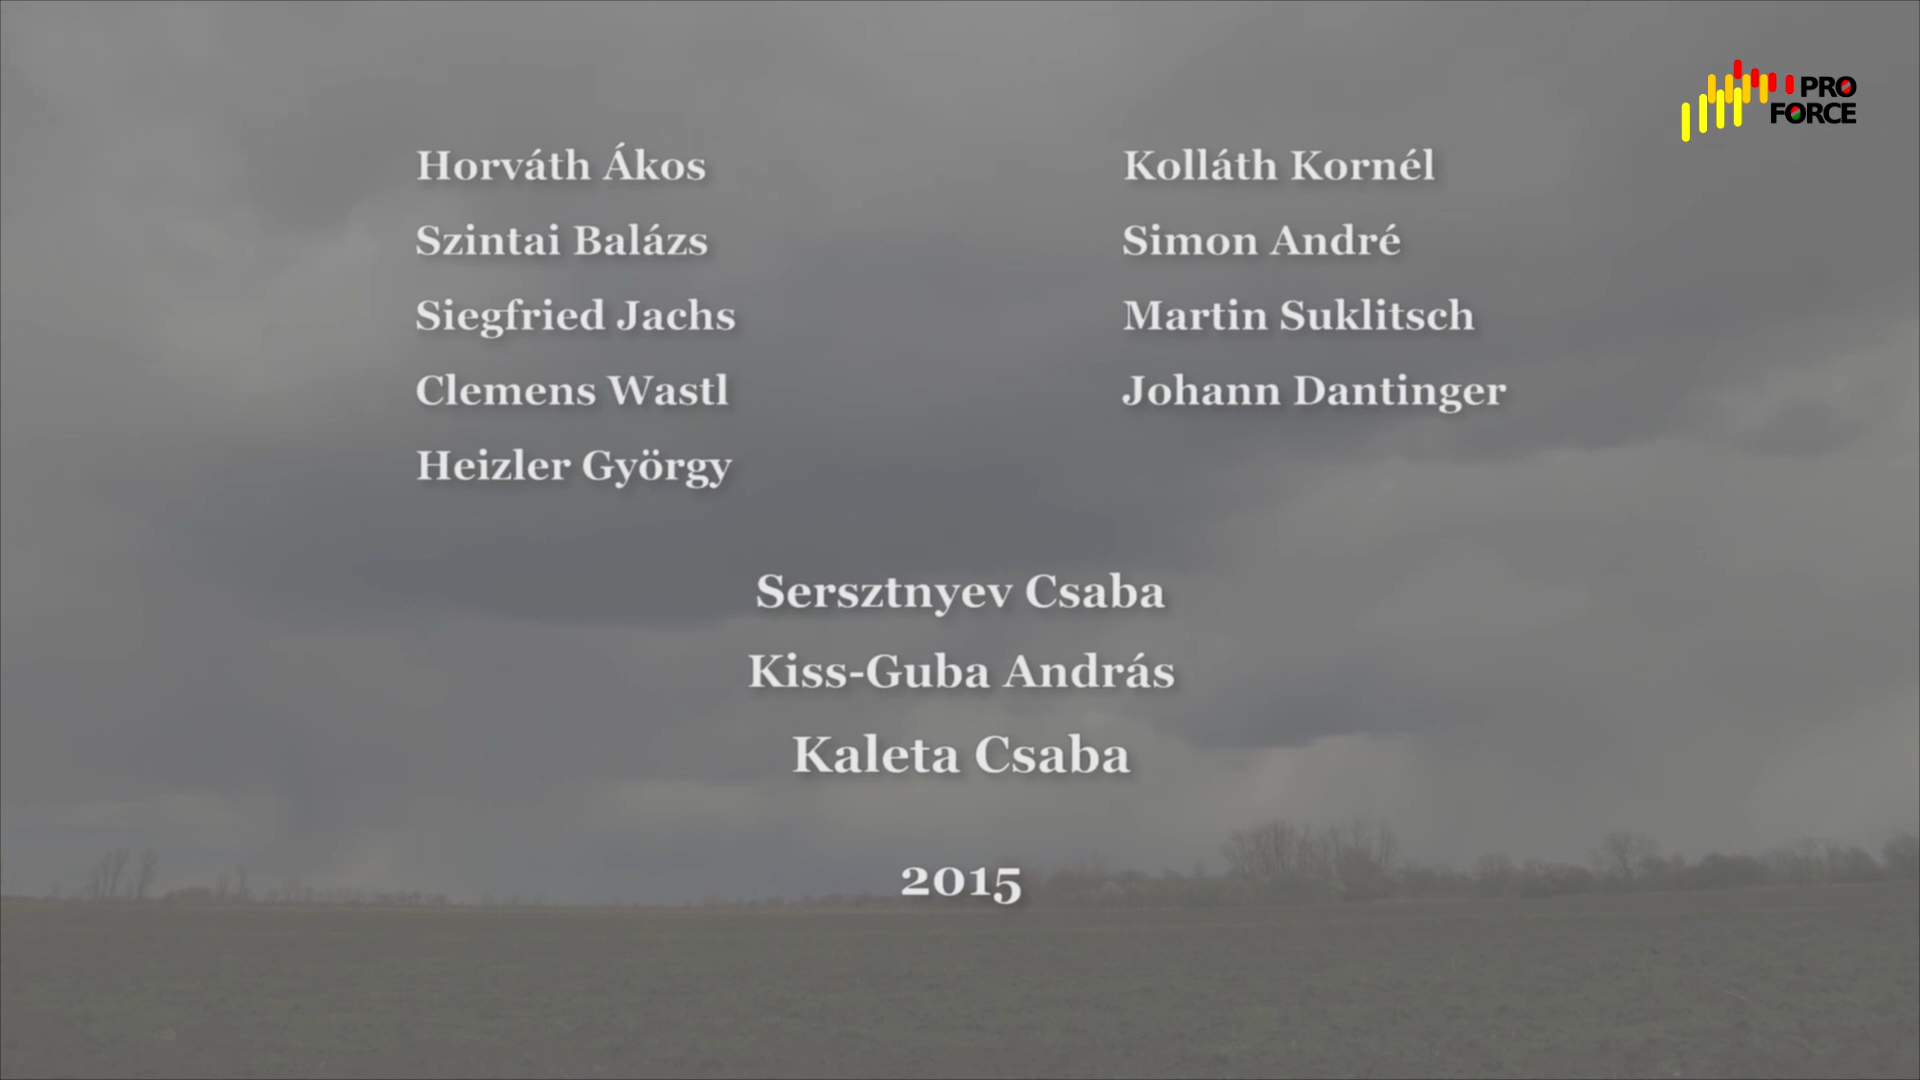 PRO
FORCE
Horváth Ákos
Kolláth Kornél
Szintai Balázs
Simon André
Siegfried Jachs
Martin Suklitsch
Clemens Wastl
Johann Dantinger
Heizler György
Sersztnyev Csaba
Kiss-Guba András
Kaleta Csaba
2015